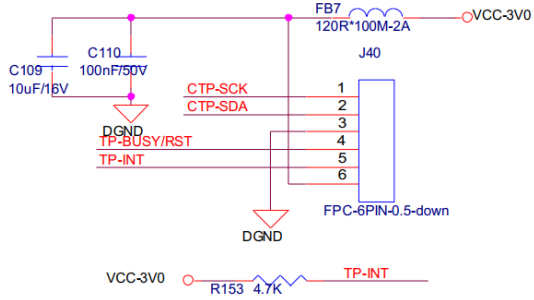 FB7
120R*100M-2A
VCC-3V0
C109
10uF/16V
C110
100nF/50V
DGND
J40
CTP-SCK 1
CTP-SDA 2
3
TP-BUSY/RST 4
TP-INT 5
6
FPC-6PIN-0.5-down
DGND
VCC-3V0
R153 4.7K
TP-INT